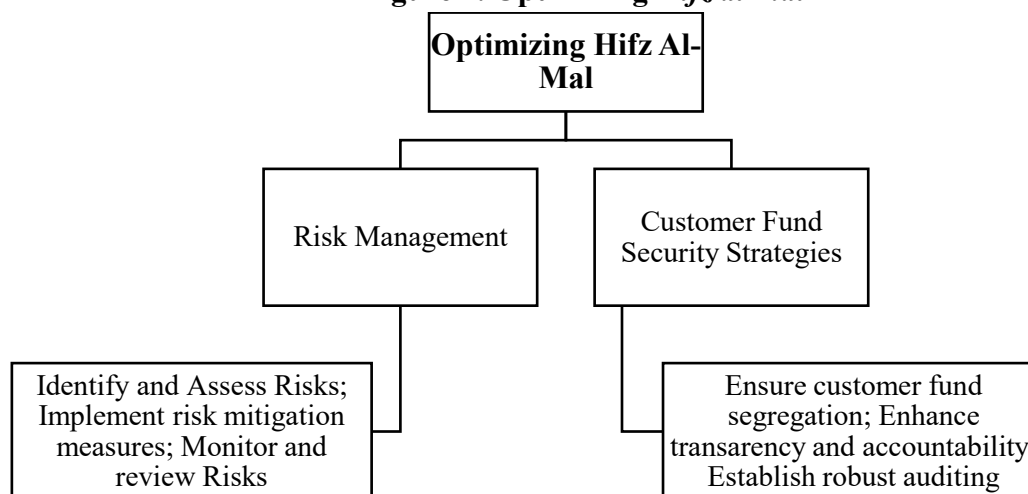 Optimizing Hifz Al-
Mal
Risk Management
Customer Fund
Security Strategies
Identify and Assess Risks;
Implement risk mitigation
measures; Monitor and
review Risks
Ensure customer fund
segregation; Enhance
transarency and accountability
Establish robust auditing